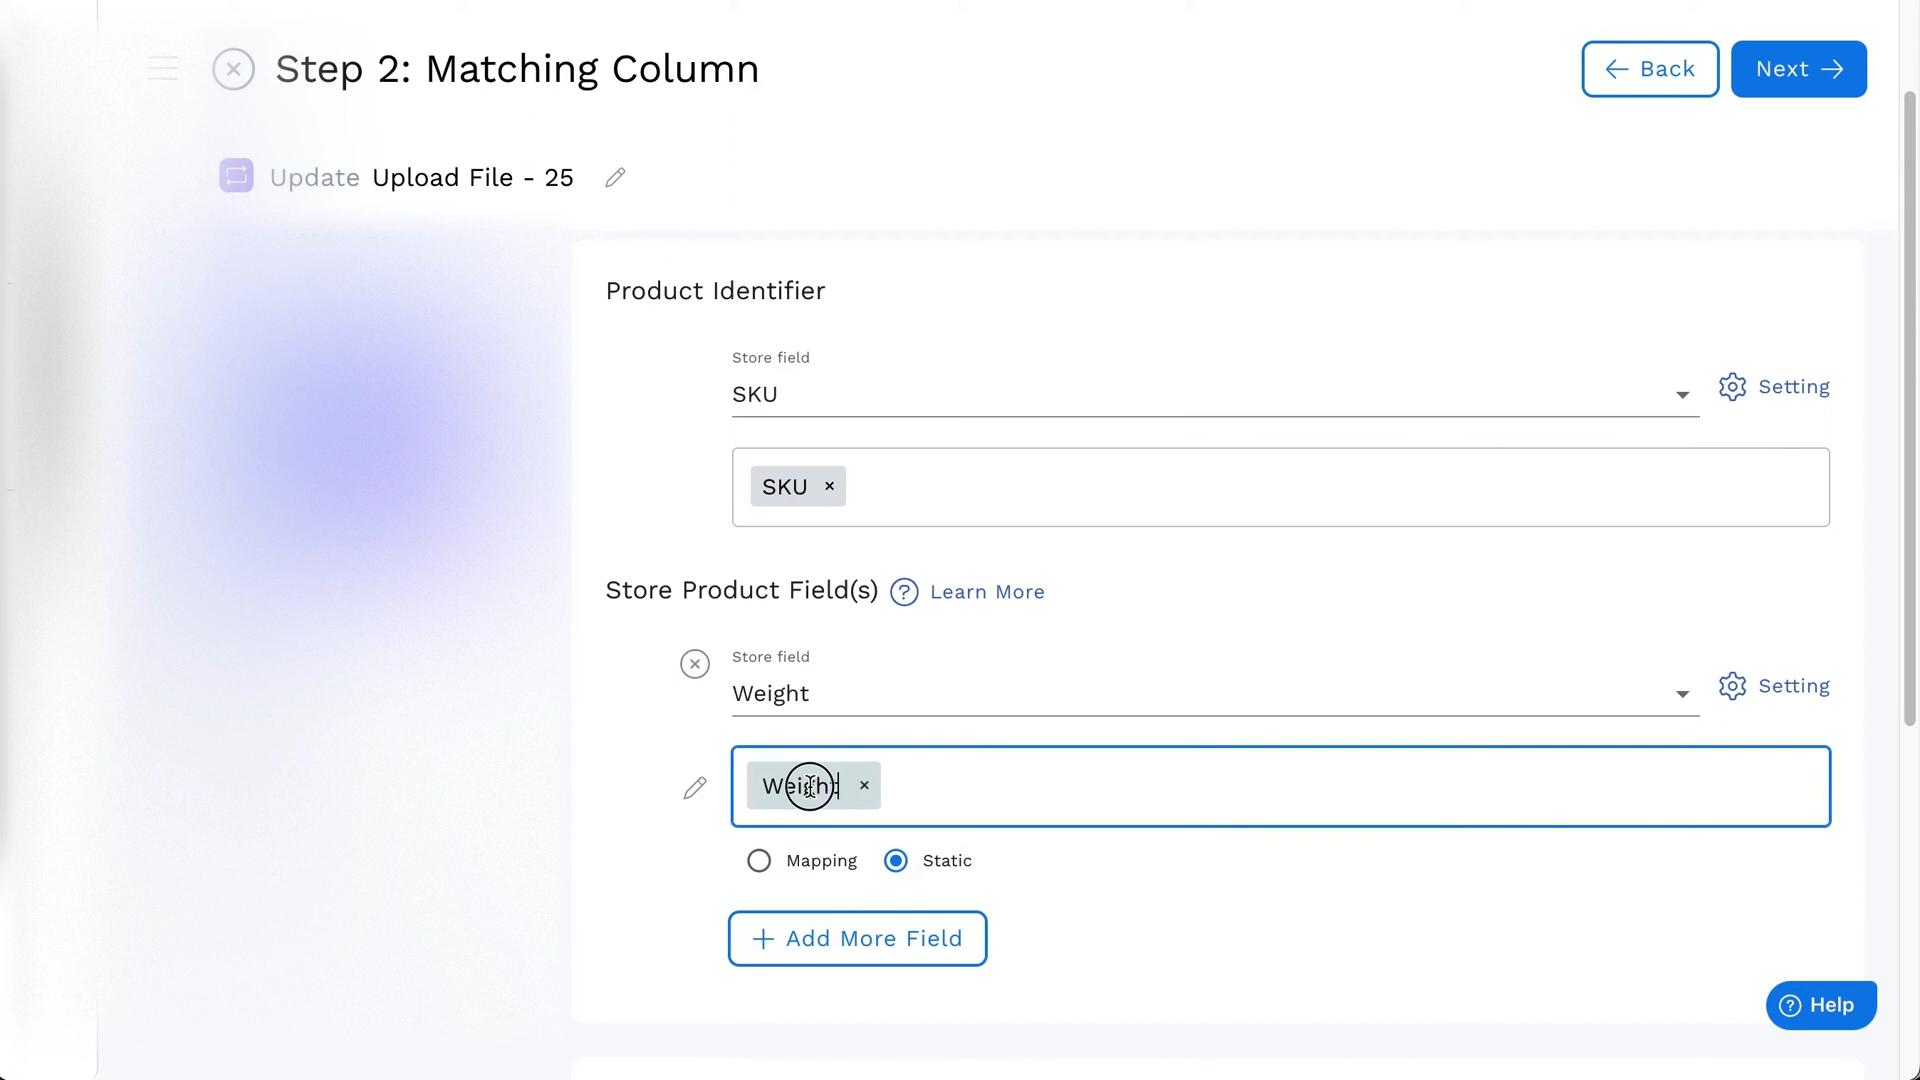 Step 2: Matching Column
Back
Next
Update Upload File - 25
Product Identifier
Store field
SKU
Setting
SKU ×
Store Product Field(s) ? Learn More
Store field
Weight
Setting
Weight ×
Mapping
Static
+ Add More Field
? Help